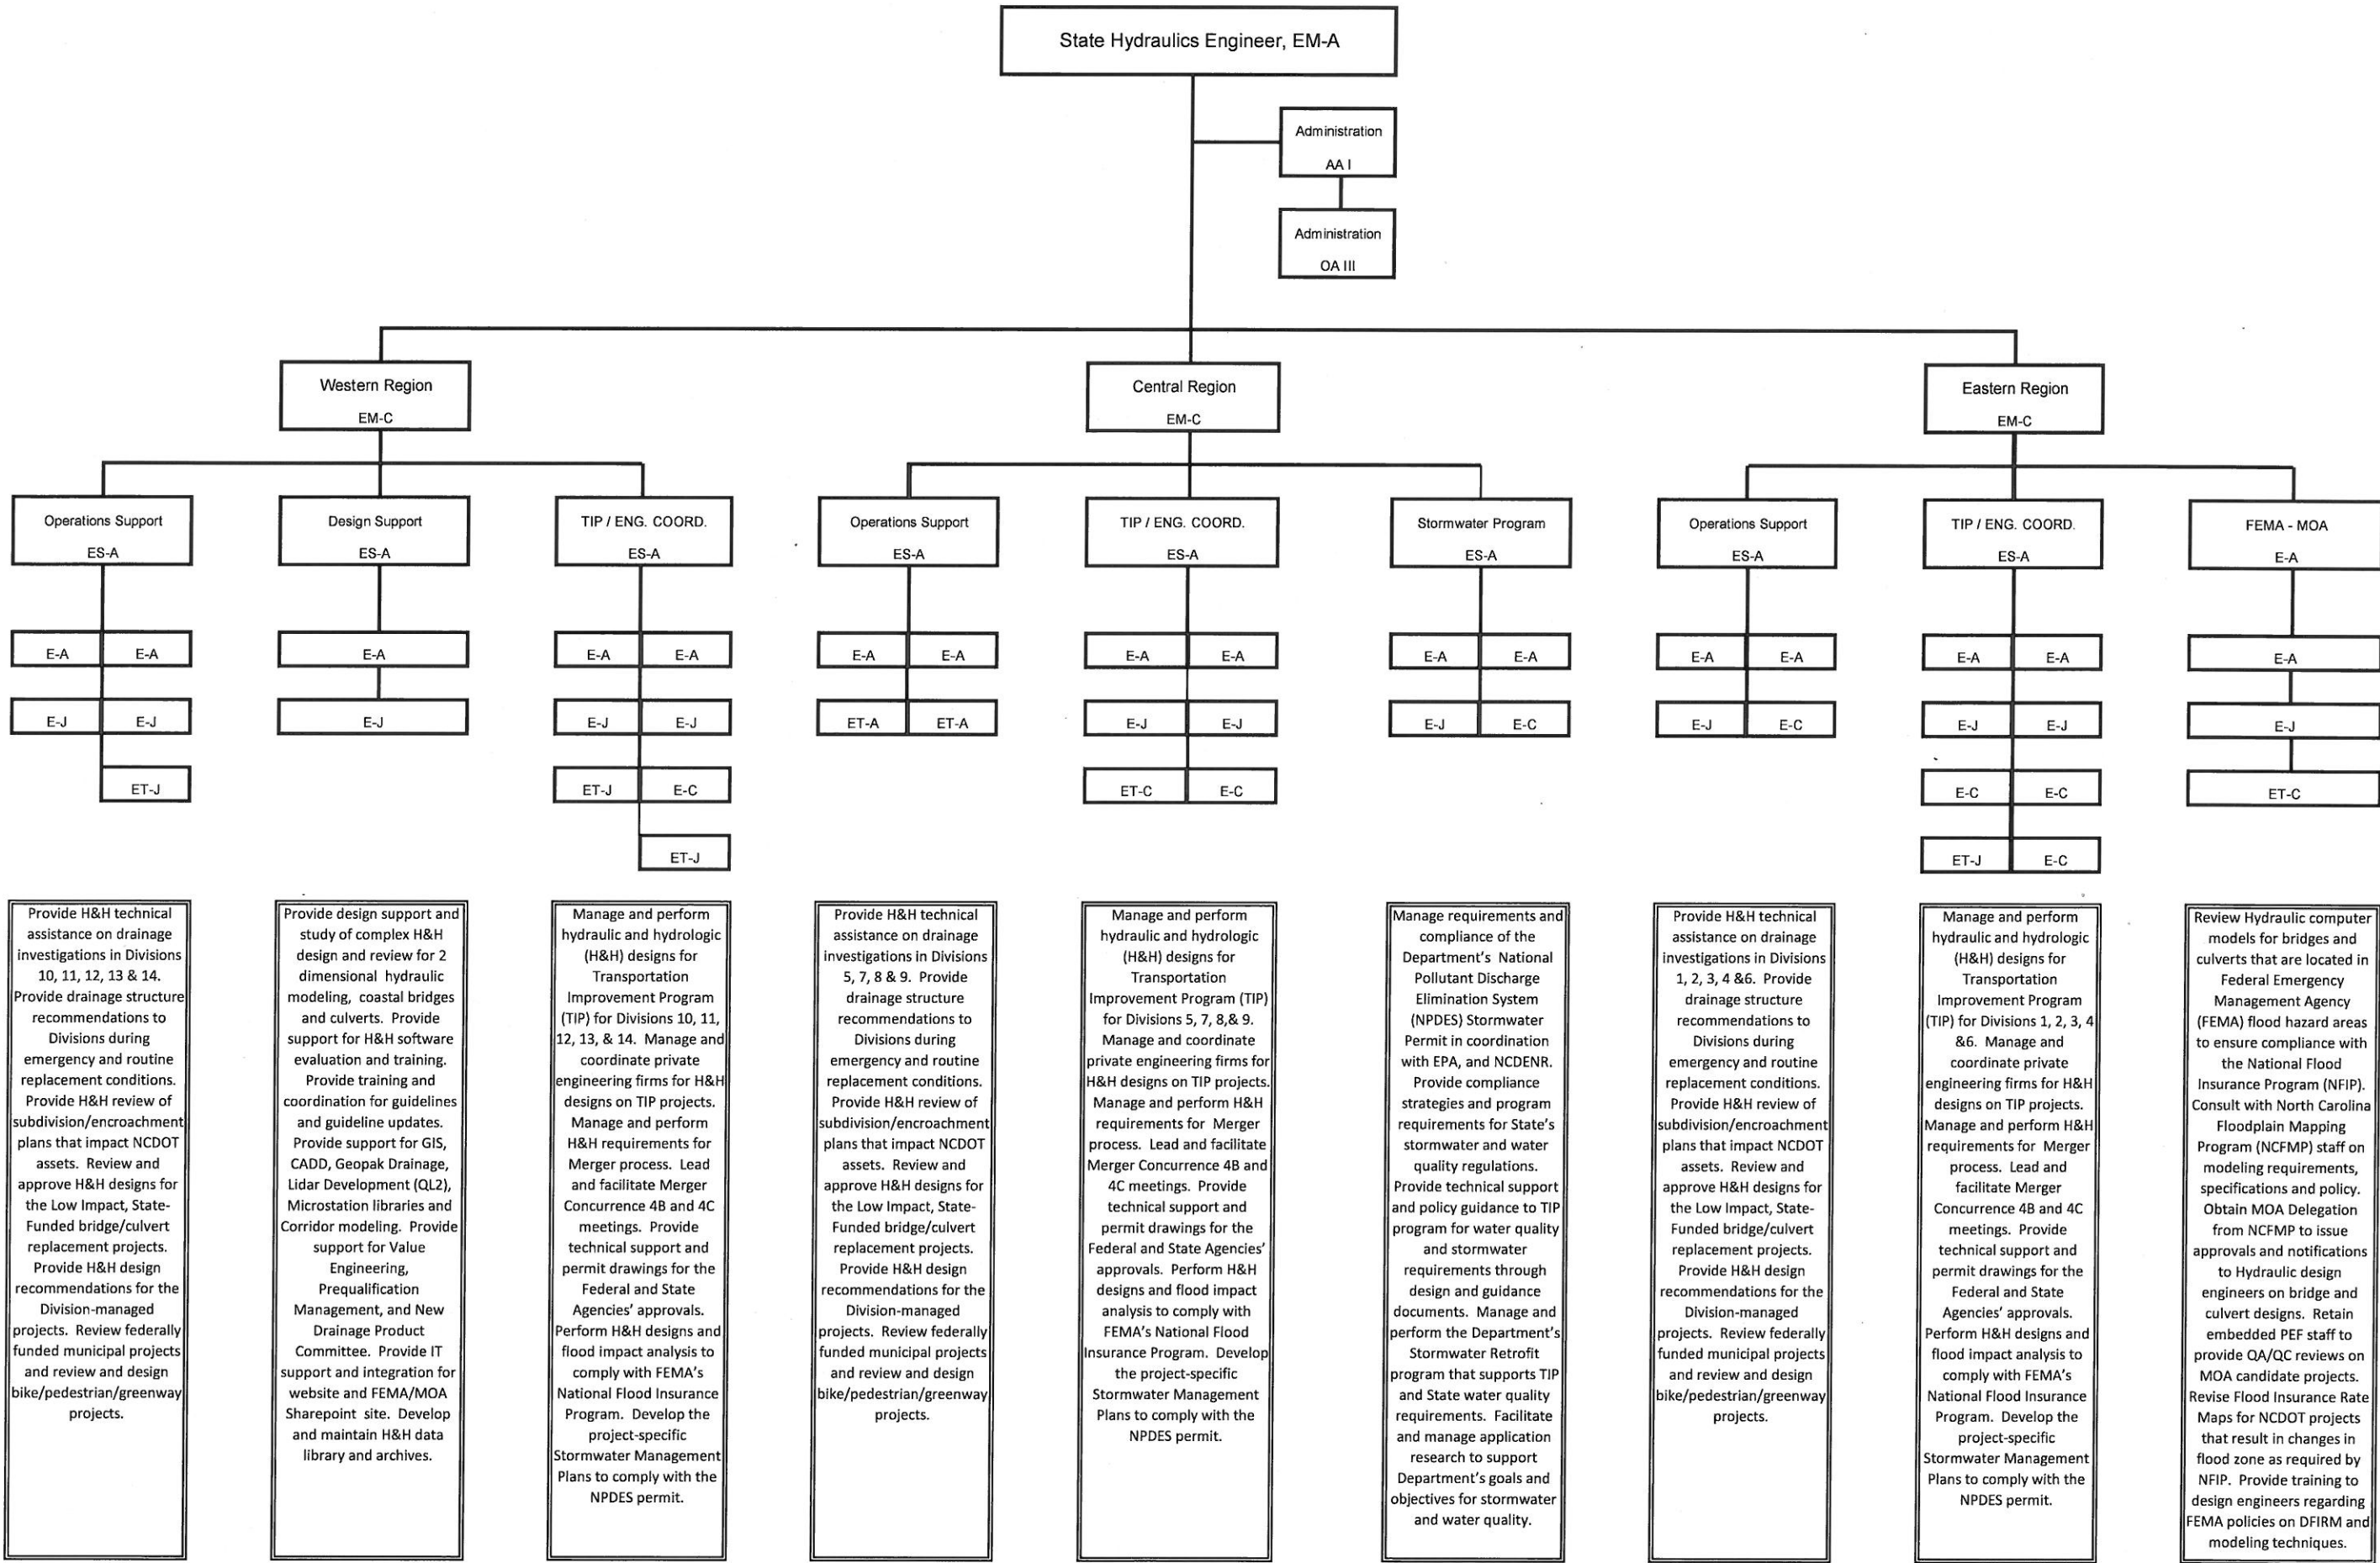 State Hydraulics Engineer, EM-A
Administration
AA I
Administration
OA III
Western Region
EM-C
Central Region
EM-C
Eastern Region
EM-C
Operations Support
ES-A
Design Support
ES-A
TIP / ENG. COORD.
ES-A
Operations Support
ES-A
TIP / ENG. COORD.
ES-A
Stormwater Program
ES-A
Operations Support
ES-A
TIP / ENG. COORD.
ES-A
FEMA - MOA
E-A
E-A E-A
E-J E-J
ET-J
E-A
E-J
E-A E-A
E-J E-J
ET-J E-C
ET-J
E-A E-A
ET-A ET-A
E-A E-A
E-J E-J
ET-C E-C
E-A E-A
E-J E-C
E-A E-A
E-J E-C
E-A E-A
E-J E-J
E-C E-C
ET-J E-C
E-A
E-J
ET-C
Provide H&H technical
assistance on drainage
investigations in Divisions
10, 11, 12, 13 & 14.
Provide drainage structure
recommendations to
Divisions during
emergency and routine
replacement conditions.
Provide H&H review of
subdivision/encroachment
plans that impact NCDOT
assets. Review and
approve H&H designs for
the Low Impact, State-
Funded bridge/culvert
replacement projects.
Provide H&H design
recommendations for the
Division-managed
projects. Review federally
funded municipal projects
and review and design
bike/pedestrian/greenway
projects.
Provide design support and
study of complex H&H
design and review for 2
dimensional hydraulic
modeling, coastal bridges
and culverts. Provide
support for H&H software
evaluation and training.
Provide training and
coordination for guidelines
and guideline updates.
Provide support for GIS,
CADD, Geopak Drainage,
Lidar Development (QL2),
Microstation libraries and
Corridor modeling. Provide
support for Value
Engineering,
Prequalification
Management, and New
Drainage Product
Committee. Provide IT
support and integration for
website and FEMA/MOA
Sharepoint site. Develop
and maintain H&H data
library and archives.
Manage and perform
hydraulic and hydrologic
(H&H) designs for
Transportation
Improvement Program
(TIP) for Divisions 10, 11,
12, 13, & 14. Manage and
coordinate private
engineering firms for H&H
designs on TIP projects.
Manage and perform
H&H requirements for
Merger process. Lead
and facilitate Merger
Concurrence 4B and 4C
meetings. Provide
technical support and
permit drawings for the
Federal and State
Agencies' approvals.
Perform H&H designs and
flood impact analysis to
comply with FEMA's
National Flood Insurance
Program. Develop the
project-specific
Stormwater Management
Plans to comply with the
NPDES permit.
Provide H&H technical
assistance on drainage
investigations in Divisions
5, 7, 8 & 9. Provide
drainage structure
recommendations to
Divisions during
emergency and routine
replacement conditions.
Provide H&H review of
subdivision/encroachment
plans that impact NCDOT
assets. Review and
approve H&H designs for
the Low Impact, State-
Funded bridge/culvert
replacement projects.
Provide H&H design
recommendations for the
Division-managed
projects. Review federally
funded municipal projects
and review and design
bike/pedestrian/greenway
projects.
Manage and perform
hydraulic and hydrologic
(H&H) designs for
Transportation
Improvement Program (TIP)
for Divisions 5, 7, 8,& 9.
Manage and coordinate
private engineering firms for
H&H designs on TIP projects.
Manage and perform H&H
requirements for Merger
process. Lead and facilitate
Merger Concurrence 4B and
4C meetings. Provide
technical support and
permit drawings for the
Federal and State Agencies'
approvals. Perform H&H
designs and flood impact
analysis to comply with
FEMA's National Flood
Insurance Program. Develop
the project-specific
Stormwater Management
Plans to comply with the
NPDES permit.
Manage requirements and
compliance of the
Department's National
Pollutant Discharge
Elimination System
(NPDES) Stormwater
Permit in coordination
with EPA, and NCDENR.
Provide compliance
strategies and program
requirements for State's
stormwater and water
quality regulations.
Provide technical support
and policy guidance to TIP
program for water quality
and stormwater
requirements through
design and guidance
documents. Manage and
perform the Department's
Stormwater Retrofit
program that supports TIP
and State water quality
requirements. Facilitate
and manage application
research to support
Department's goals and
objectives for stormwater
and water quality.
Provide H&H technical
assistance on drainage
investigations in Divisions
1, 2, 3, 4 &6. Provide
drainage structure
recommendations to
Divisions during
emergency and routine
replacement conditions.
Provide H&H review of
subdivision/encroachment
plans that impact NCDOT
assets. Review and
approve H&H designs for
the Low Impact, State-
Funded bridge/culvert
replacement projects.
Provide H&H design
recommendations for the
Division-managed
projects. Review federally
funded municipal projects
and review and design
bike/pedestrian/greenway
projects.
Manage and perform
hydraulic and hydrologic
(H&H) designs for
Transportation
Improvement Program
(TIP) for Divisions 1, 2, 3, 4
&6. Manage and
coordinate private
engineering firms for H&H
designs on TIP projects.
Manage and perform H&H
requirements for Merger
process. Lead and
facilitate Merger
Concurrence 4B and 4C
meetings. Provide
technical support and
permit drawings for the
Federal and State
Agencies' approvals.
Perform H&H designs and
flood impact analysis to
comply with FEMA's
National Flood Insurance
Program. Develop the
project-specific
Stormwater Management
Plans to comply with the
NPDES permit.
Review Hydraulic computer
models for bridges and
culverts that are located in
Federal Emergency
Management Agency
(FEMA) flood hazard areas
to ensure compliance with
the National Flood
Insurance Program (NFIP).
Consult with North Carolina
Floodplain Mapping
Program (NCFMP) staff on
modeling requirements,
specifications and policy.
Obtain MOA Delegation
from NCFMP to issue
approvals and notifications
to Hydraulic design
engineers on bridge and
culvert designs. Retain
embedded PEF staff to
provide QA/QC reviews on
MOA candidate projects.
Revise Flood Insurance Rate
Maps for NCDOT projects
that result in changes in
flood zone as required by
NFIP. Provide training to
design engineers regarding
FEMA policies on DFIRM and
modeling techniques.